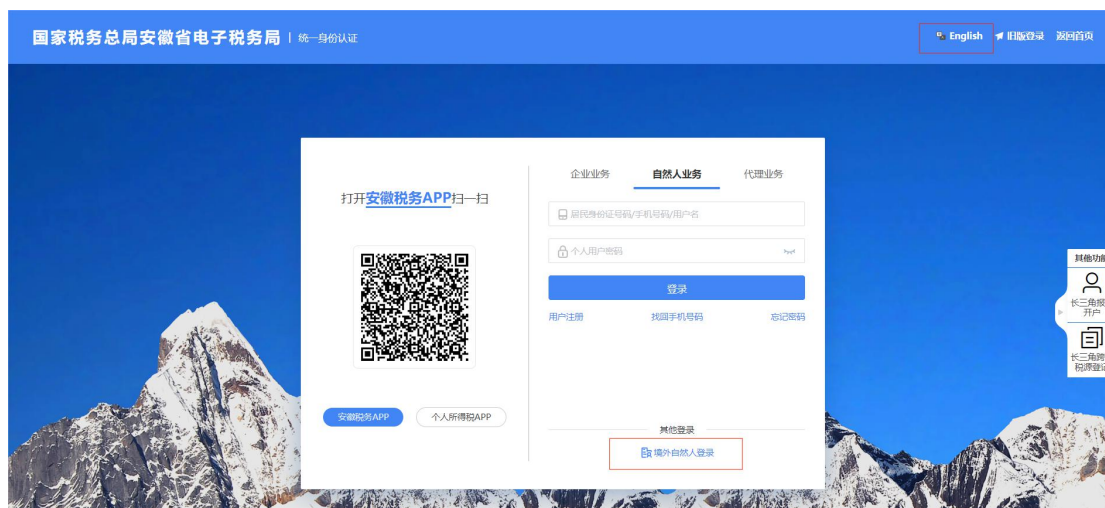 国家税务总局安徽省电子税务局 | 统一身份认证
English 旧版登录 返回首页
打开安徽税务APP扫一扫
安徽税务APP 个人所得税APP
企业业务 自然人业务 代理业务
居民身份证号码/手机号码/用户名
个人用户密码
登录
用户注册 找回手机号码 忘记密码
其他登录
境外自然人登录
其他功能
长三角报
开户
长三角跨
税源登记